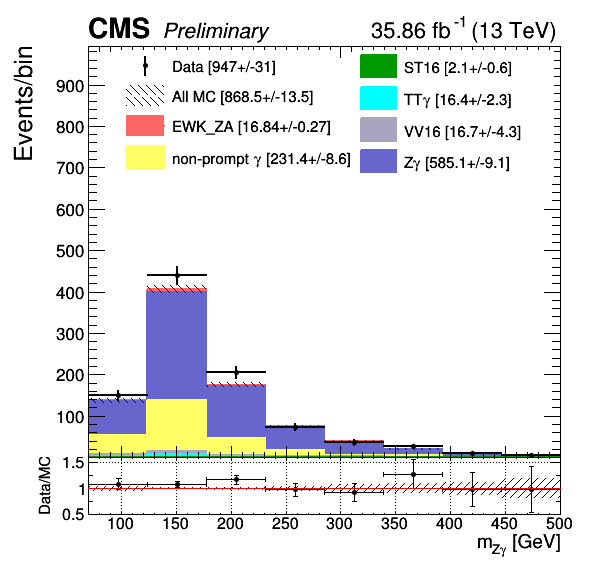 CMS Preliminary 35.86 fb⁻¹ (13 TeV)
Events/bin
Data [947+/-31]
All MC [868.5+/-13.5]
EWK_ZA [16.84+/-0.27]
non-prompt γ [231.4+/-8.6]
ST16 [2.1+/-0.6]
TTγ [16.4+/-2.3]
VV16 [16.7+/-4.3]
Zγ [585.1+/-9.1]
900
800
700
600
500
400
300
200
100
Data/MC
1.5
1
0.5
100 150 200 250 300 350 400 450 500
m_Zγ [GeV]